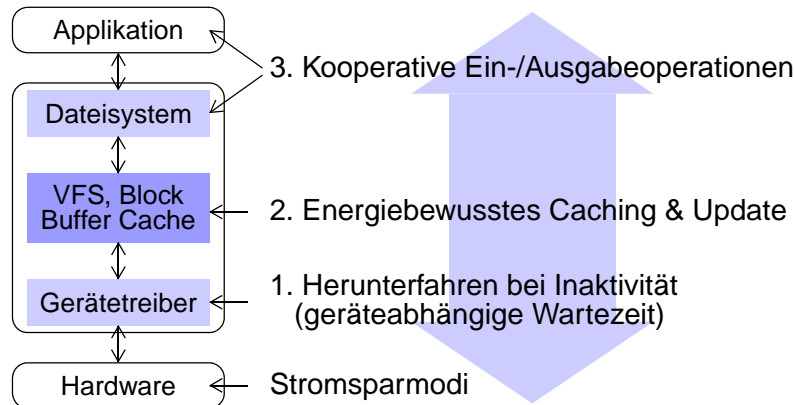 Applikation
3. Kooperative Ein-/Ausgabeoperationen
Dateisystem
VFS, Block
Buffer Cache
2. Energiebewusstes Caching & Update
Gerätetreiber
1. Herunterfahren bei Inaktivität
(geräteabhängige Wartezeit)
Hardware
Stromsparmodi